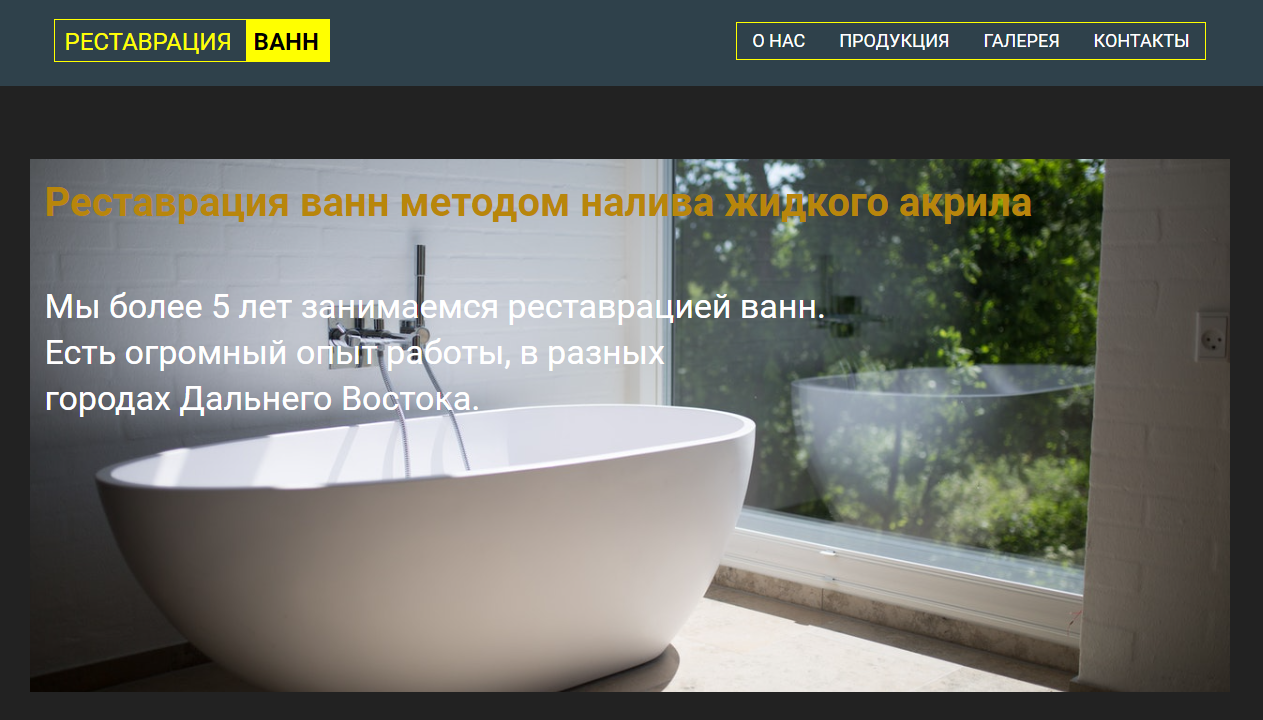 РЕСТАВРАЦИЯ ВАНН
О НАС ПРОДУКЦИЯ ГАЛЕРЕЯ КОНТАКТЫ
Реставрация ванн методом налива жидкого акрила
Мы более 5 лет занимаемся реставрацией ванн.
Есть огромный опыт работы, в разных
городах Дальнего Востока.